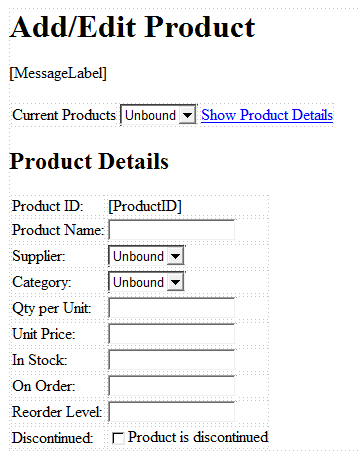 Add/Edit Product
[MessageLabel]
Current Products Unbound Show Product Details
Product Details
Product ID: [ProductID]
Product Name:
Supplier: Unbound
Category: Unbound
Qty per Unit:
Unit Price:
In Stock:
On Order:
Reorder Level:
Discontinued: Product is discontinued